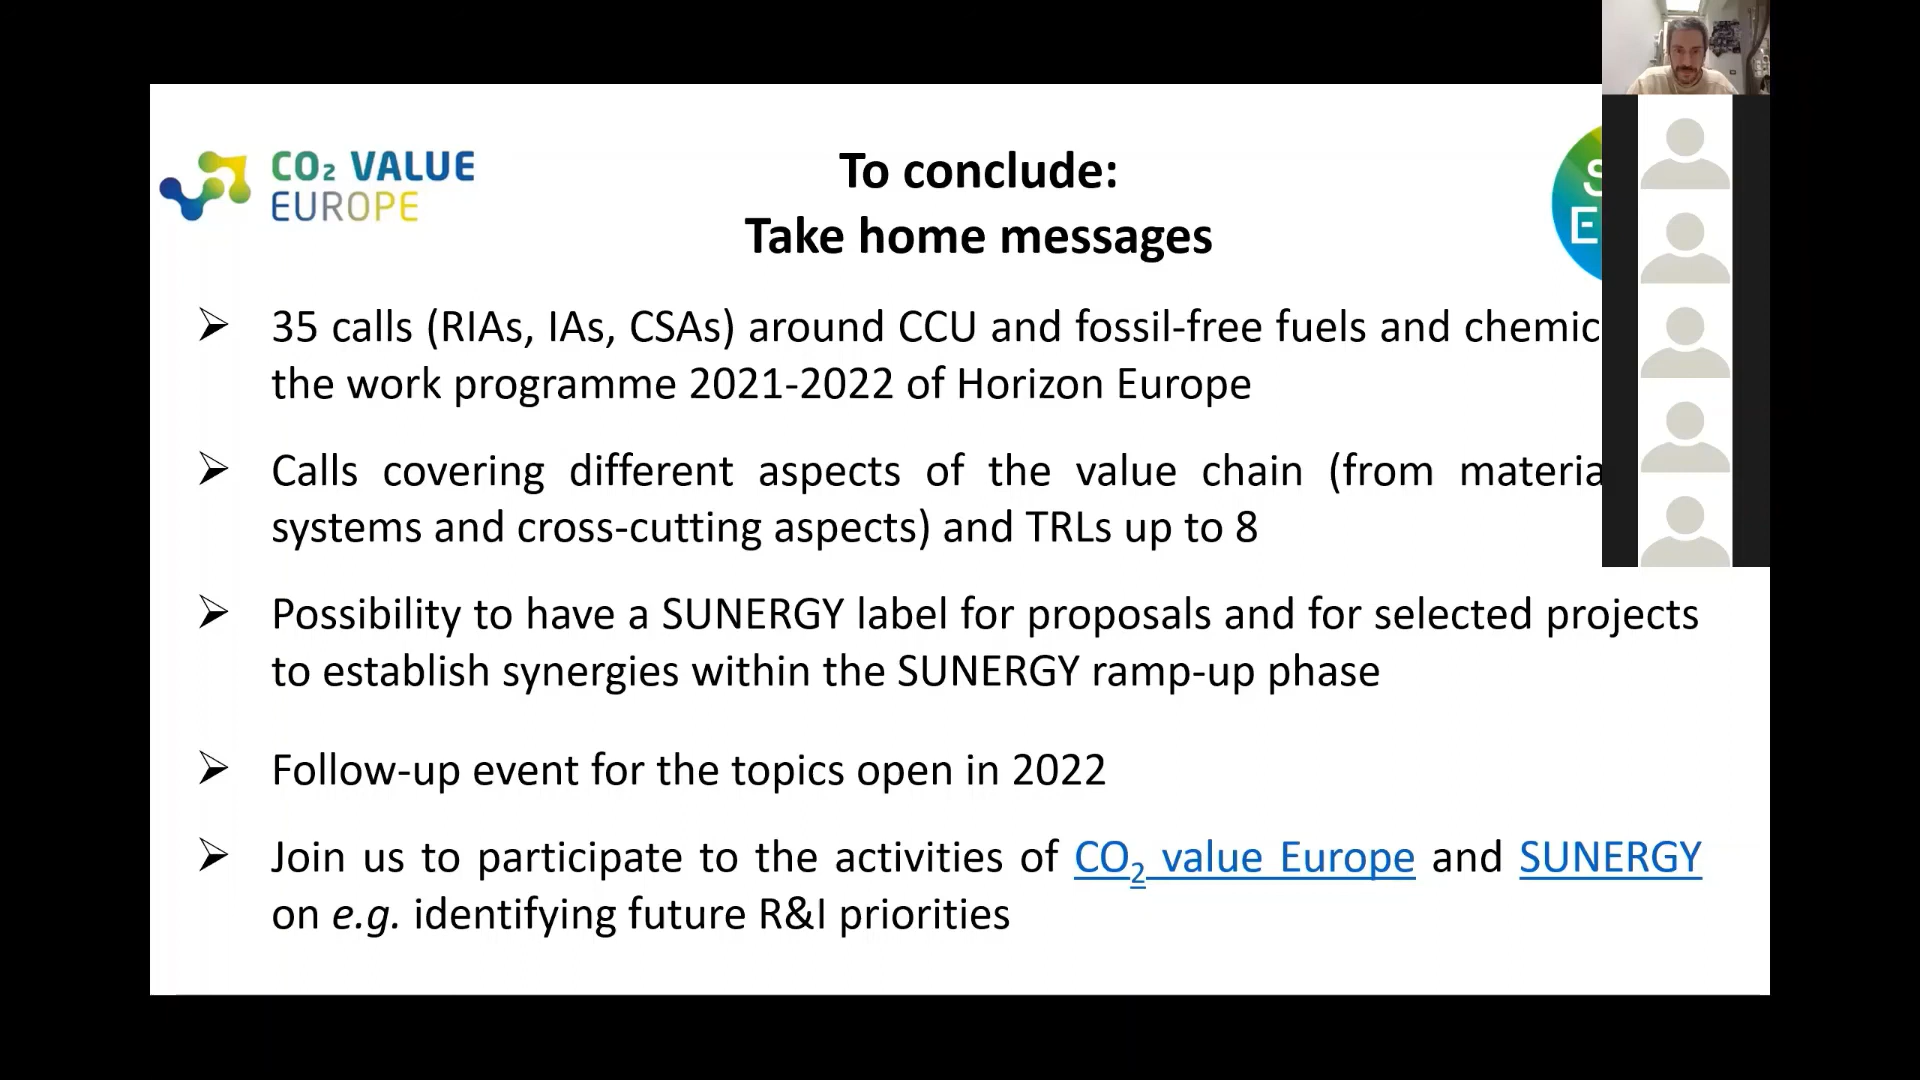 CO₂ VALUE
EUROPE
To conclude:
Take home messages
35 calls (RIAs, IAs, CSAs) around CCU and fossil-free fuels and
the work programme 2021-2022 of Horizon Europe
Calls covering different aspects of the value chain (from
systems and cross-cutting aspects) and TRLs up to 8
Possibility to have a SUNERGY label for proposals and for selected projects
to establish synergies within the SUNERGY ramp-up phase
Follow-up event for the topics open in 2022
Join us to participate to the activities of CO₂ value Europe and SUNERGY
on e.g. identifying future R&I priorities